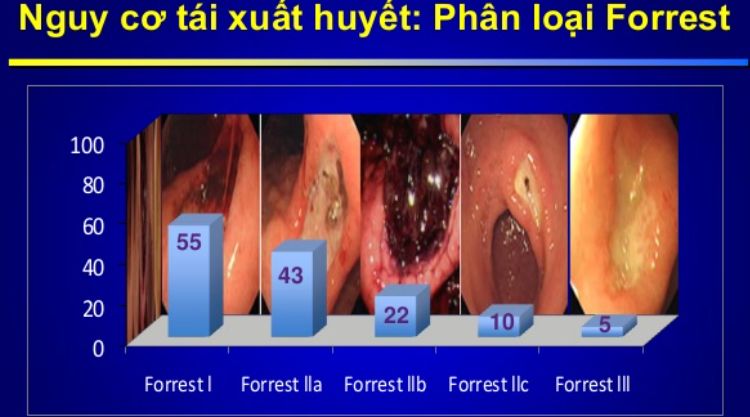 Nguy cơ tái xuất huyết: Phân loại Forrest
100
80
60
40
20
0
55
43
22
10
5
Forrest I
Forrest IIa
Forrest IIb
Forrest IIc
Forrest III